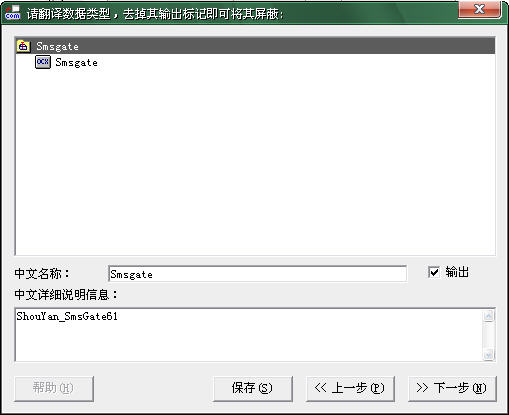 com 请翻译数据类型，去掉其输出标记即可将其屏蔽：
Smsgate
OCX Smsgate
中文名称： Smsgate 输出
中文详细说明信息：
ShouYan_SmsGate61
帮助(H) 保存(S) << 上一步(P) >> 下一步(N)